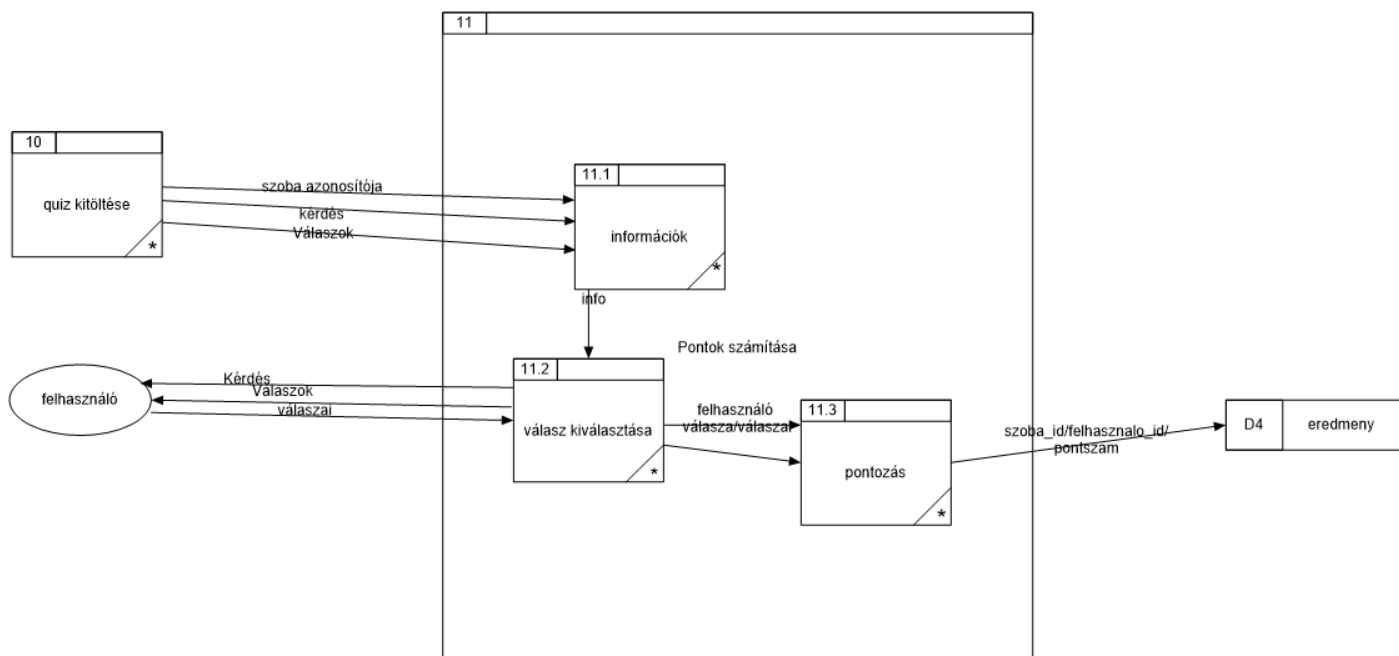 11
10
quiz kitöltése
*
szoba azonosítója
kérdés
Válaszok
11.1
információk
*
info
Pontok számítása
felhasználó
Kérdés
Válaszok
válaszai
11.2
válasz kiválasztása
*
felhasználó
válasza/válaszai
11.3
pontozás
*
szoba_id/felhasznalo_id/
pontszam
D4
eredmeny